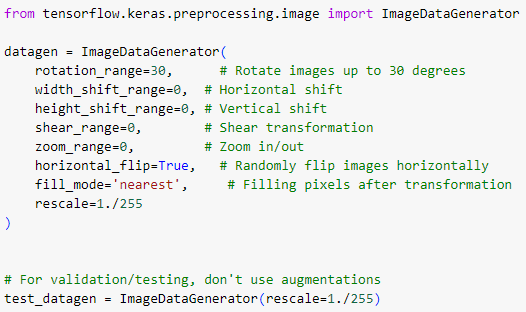 from tensorflow.keras.preprocessing.image import ImageDataGenerator
datagen = ImageDataGenerator(
    rotation_range=30,      # Rotate images up to 30 degrees
    width_shift_range=0,  # Horizontal shift
    height_shift_range=0, # Vertical shift
    shear_range=0,        # Shear transformation
    zoom_range=0,         # Zoom in/out
    horizontal_flip=True,   # Randomly flip images horizontally
    fill_mode='nearest',     # Filling pixels after transformation
    rescale=1./255
)
# For validation/testing, don't use augmentations
test_datagen = ImageDataGenerator(rescale=1./255)